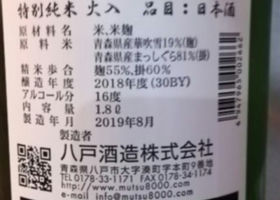 特別純米 火入 品目:日本酒
原材料名 米、米麹
原料米 青森県産華吹雪19%(麹)
青森県産まっしぐら81%(掛)
精米歩合 麹55%、掛60%
醸造年度 2018年度(30BY)
アルコール分 16度
内容量 1.8ℓ
製造年月 2019年8月
製造者
八戸酒造株式会社
青森県八戸市大字湊町字本町9番地
TEL 0178-33-1171 FAX 0178-34-1174
http://www.mutsu8000.com
e-mail : info@mutsu8000.com